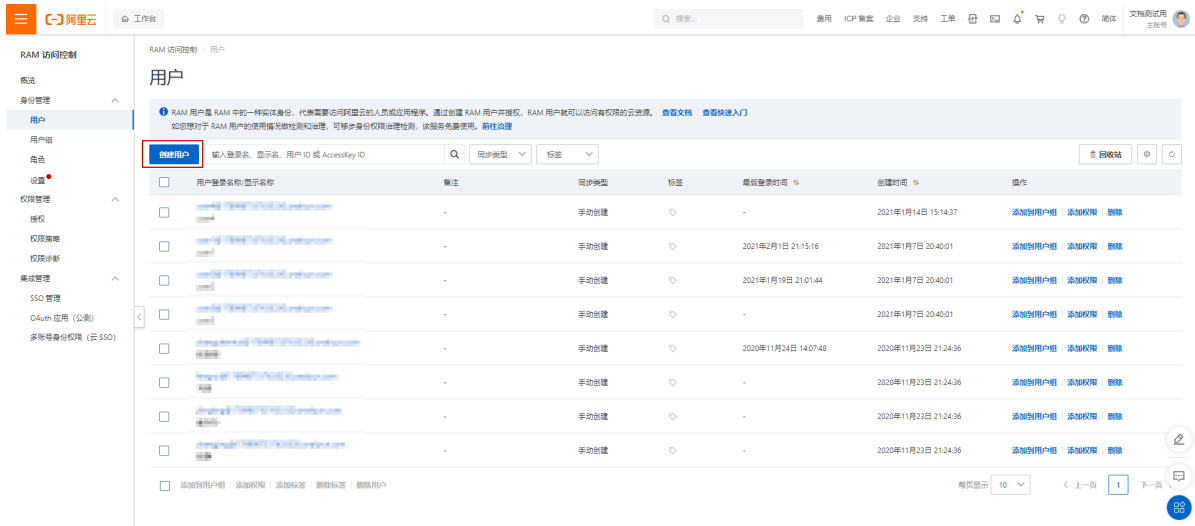 阿里云
工作台
搜索...
费用 ICP 备案 企业 支持 工单 简体 文档测试用
主账号
RAM 访问控制
概览
身份管理
用户
用户组
角色
设置
权限管理
授权
权限策略
权限诊断
集成管理
SSO 管理
OAuth 应用（公测）
多账号身份权限（云 SSO）
RAM 访问控制 / 用户
用户
RAM 用户是 RAM 中的一种实体身份，代表需要访问阿里云的人员或应用程序。通过创建 RAM 用户并授权，RAM 用户就可以访问有权限的云资源。 查看文档 查看快速入门
如您想对于 RAM 用户的使用情况做检测和治理，可移步身份权限治理检测，该服务免费使用。前往治理
创建用户 输入登录名、显示名、用户 ID 或 AccessKey ID 同步类型 标签 回收站
用户登录名称/显示名称 备注 同步类型 标签 最后登录时间 创建时间 操作
- 手动创建 - 2021年1月14日 15:14:37 添加到用户组 添加权限 删除
- 手动创建 2021年2月1日 21:15:16 2021年1月7日 20:40:01 添加到用户组 添加权限 删除
- 手动创建 2021年1月19日 21:01:44 2021年1月7日 20:40:01 添加到用户组 添加权限 删除
- 手动创建 - 2021年1月7日 20:40:01 添加到用户组 添加权限 删除
- 手动创建 2020年11月24日 14:07:48 2020年11月23日 21:24:36 添加到用户组 添加权限 删除
- 手动创建 - 2020年11月23日 21:24:36 添加到用户组 添加权限 删除
- 手动创建 - 2020年11月23日 21:24:36 添加到用户组 添加权限 删除
- 手动创建 - 2020年11月23日 21:24:36 添加到用户组 添加权限 删除
添加到用户组 添加权限 添加标签 删除标签 删除用户 每页显示 10 上一页 1 下一页